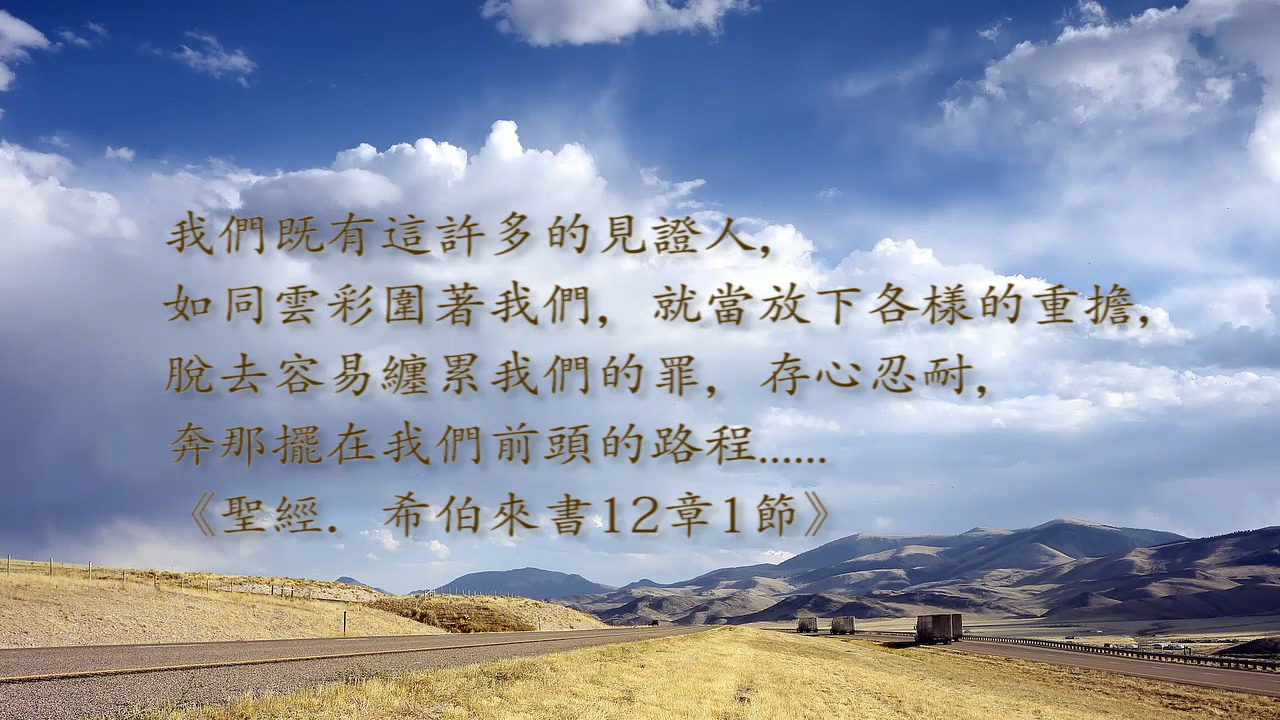 我們既有這許多的見證人,
如同雲彩圍著我們, 就當放下各樣的重擔,
脫去容易纏累我們的罪, 存心忍耐,
奔那擺在我們前頭的路程......
《聖經. 希伯來書12章1節》